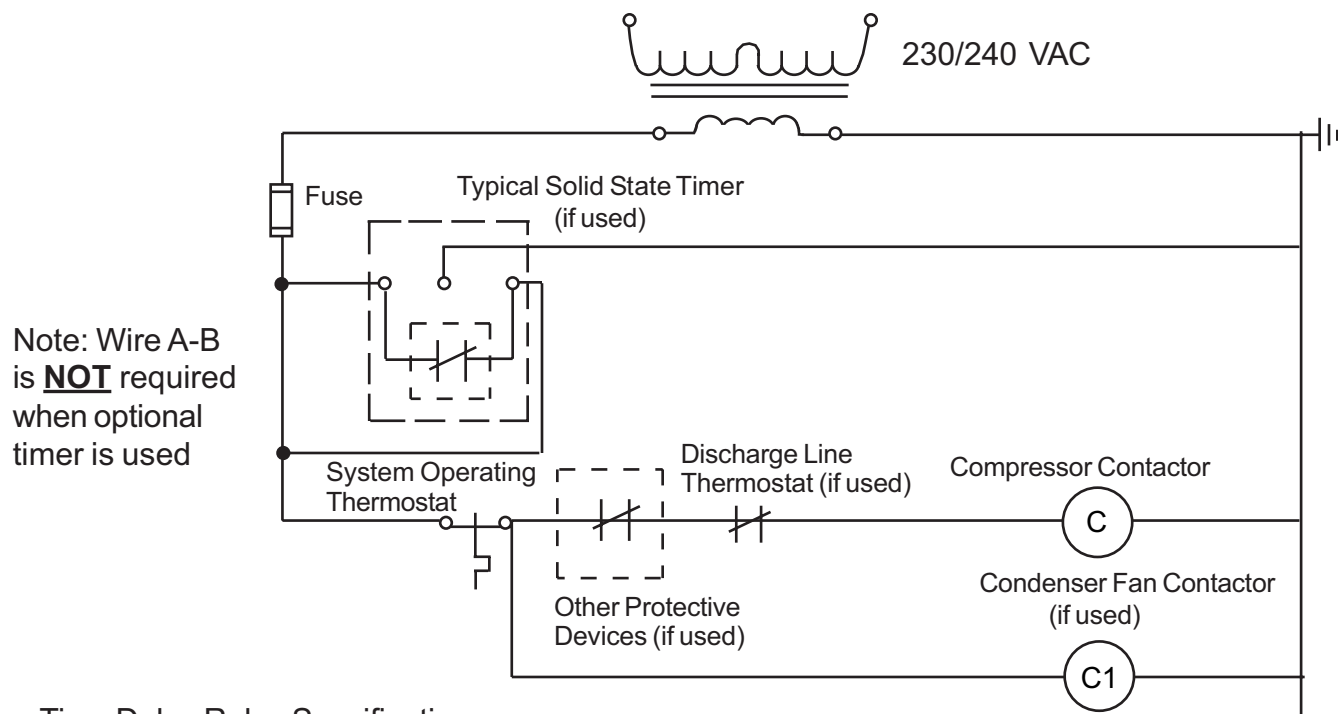 230/240 VAC
Fuse
Typical Solid State Timer
(if used)
Note: Wire A-B
is NOT required
when optional
timer is used
System Operating
Thermostat
Discharge Line
Thermostat (if used)
Compressor Contactor
C
Other Protective
Devices (if used)
Condenser Fan Contactor
(if used)
C1